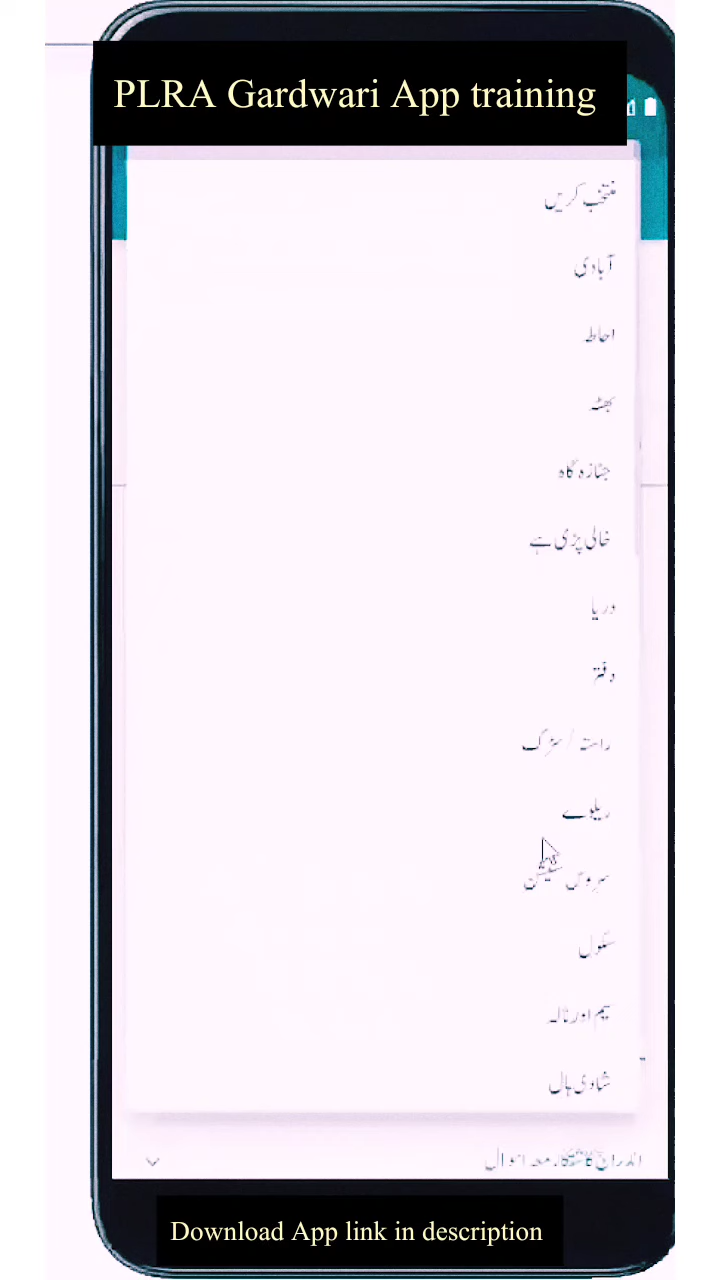 PLRA Gardwari App training
منتخب کریں
آبادی
احاطہ
بھٹہ
جنازہ گاہ
خالی پڑی ہے
دریا
دفتر
راستہ / سڑک
ریلوے
سروس سٹیشن
سکول
سیم اور نالہ
شادی ہال
Download App link in description